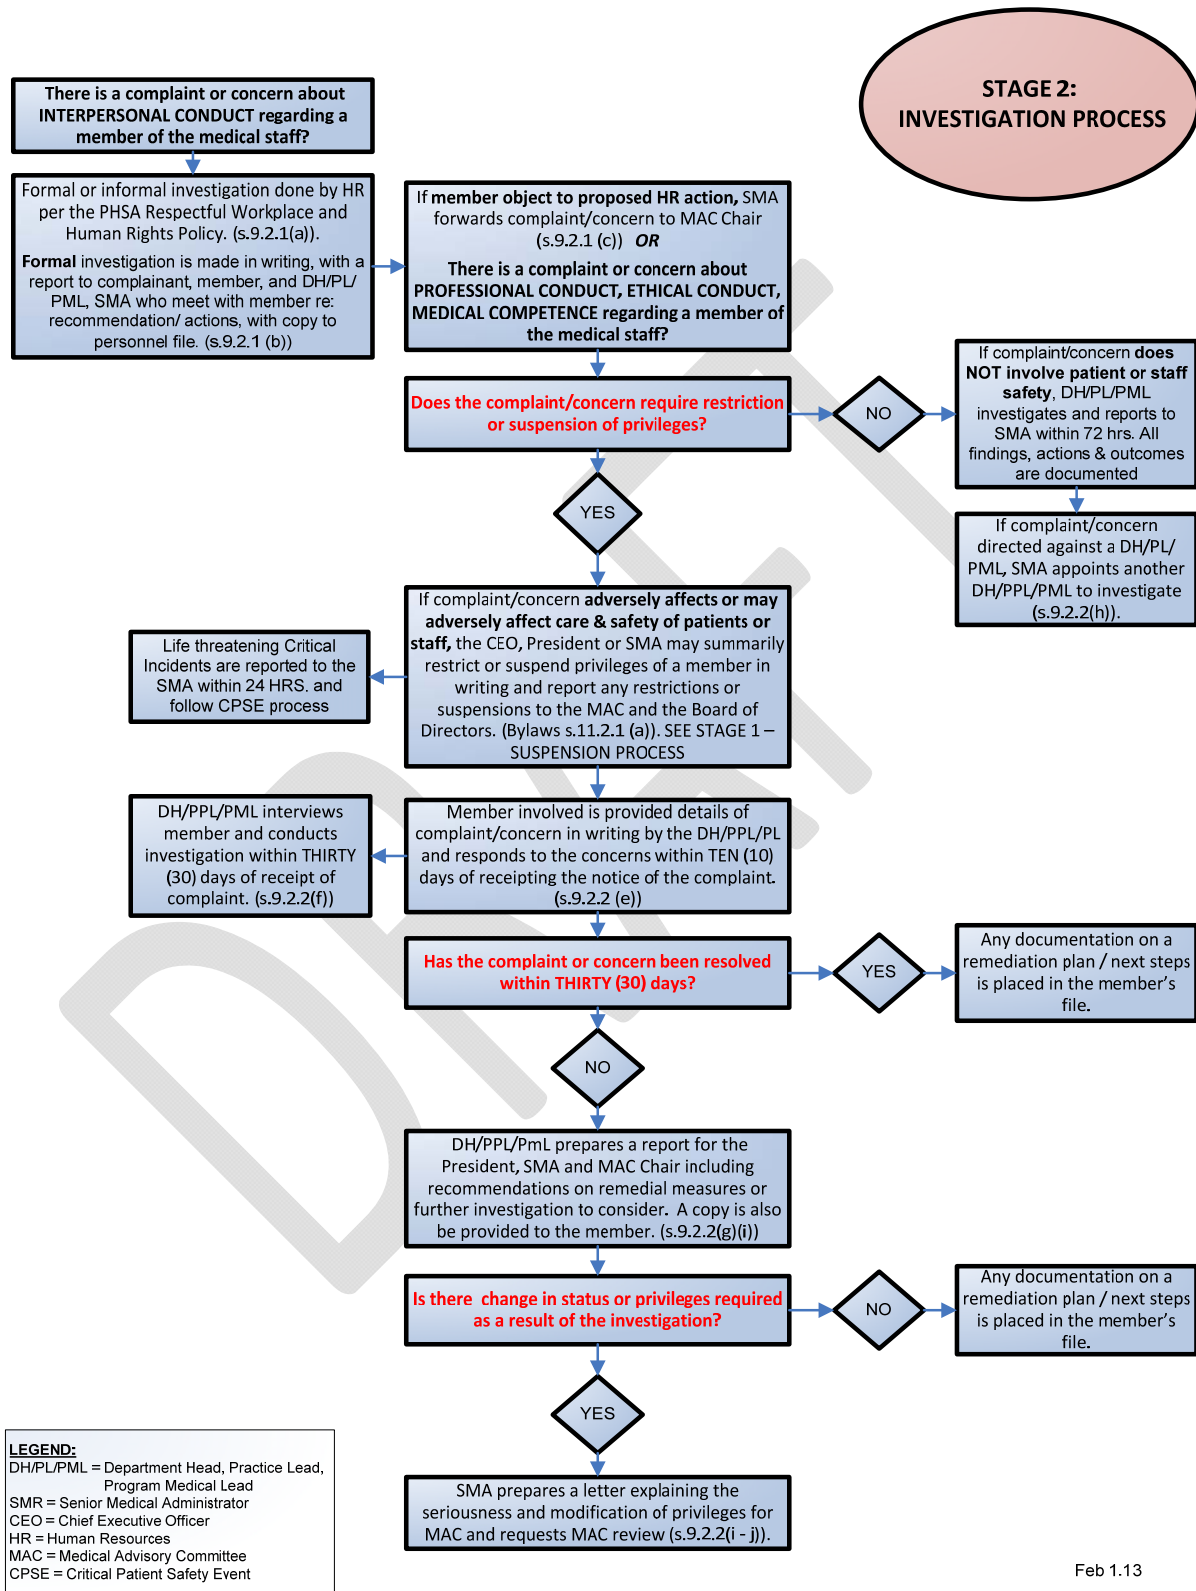 STAGE 2:
INVESTIGATION PROCESS
There is a complaint or concern about
INTERPERSONAL CONDUCT regarding a
member of the medical staff?
Formal or informal investigation done by HR
per the PHSA Respectful Workplace and
Human Rights Policy. (s.9.2.1(a)).
Formal investigation is made in writing, with a
report to complainant, member, and DH/PL/
PML, SMA who meet with member re:
recommendation/ actions, with copy to
personnel file. (s.9.2.1 (b))
If member object to proposed HR action, SMA
forwards complaint/concern to MAC Chair
(s.9.2.1 (c)) OR
There is a complaint or concern about
PROFESSIONAL CONDUCT, ETHICAL CONDUCT,
MEDICAL COMPETENCE regarding a member of
the medical staff?
Does the complaint/concern require restriction
or suspension of privileges?
NO
If complaint/concern does
NOT involve patient or staff
safety, DH/PL/PML
investigates and reports to
SMA within 72 hrs. All
findings, actions & outcomes
are documented
If complaint/concern
directed against a DH/PL/
PML, SMA appoints another
DH/PPL/PML to investigate
(s.9.2.2(h)).
YES
If complaint/concern adversely affects or may
adversely affect care & safety of patients or
staff, the CEO, President or SMA may summarily
restrict or suspend privileges of a member in
writing and report any restrictions or
suspensions to the MAC and the Board of
Directors. (Bylaws s.11.2.1 (a)). SEE STAGE 1 –
SUSPENSION PROCESS
Life threatening Critical
Incidents are reported to the
SMA within 24 HRS. and
follow CPSE process
Member involved is provided details of
complaint/concern in writing by the DH/PPL/PL
and responds to the concerns within TEN (10)
days of receipting the notice of the complaint.
(s.9.2.2 (e))
DH/PPL/PML interviews
member and conducts
investigation within THIRTY
(30) days of receipt of
complaint. (s.9.2.2(f))
Has the complaint or concern been resolved
within THIRTY (30) days?
YES
Any documentation on a
remediation plan / next steps
is placed in the member's
file.
NO
DH/PPL/PmL prepares a report for the
President, SMA and MAC Chair including
recommendations on remedial measures or
further investigation to consider. A copy is also
be provided to the member. (s.9.2.2(g)(i))
Is there change in status or privileges required
as a result of the investigation?
NO
Any documentation on a
remediation plan / next steps
is placed in the member's
file.
YES
SMA prepares a letter explaining the
seriousness and modification of privileges for
MAC and requests MAC review (s.9.2.2(i - j)).
LEGEND:
DH/PL/PML = Department Head, Practice Lead,
Program Medical Lead
SMR = Senior Medical Administrator
CEO = Chief Executive Officer
HR = Human Resources
MAC = Medical Advisory Committee
CPSE = Critical Patient Safety Event
Feb 1.13
DRAFT